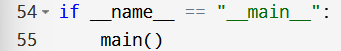 54 if __name__ == "__main__":
55     main()